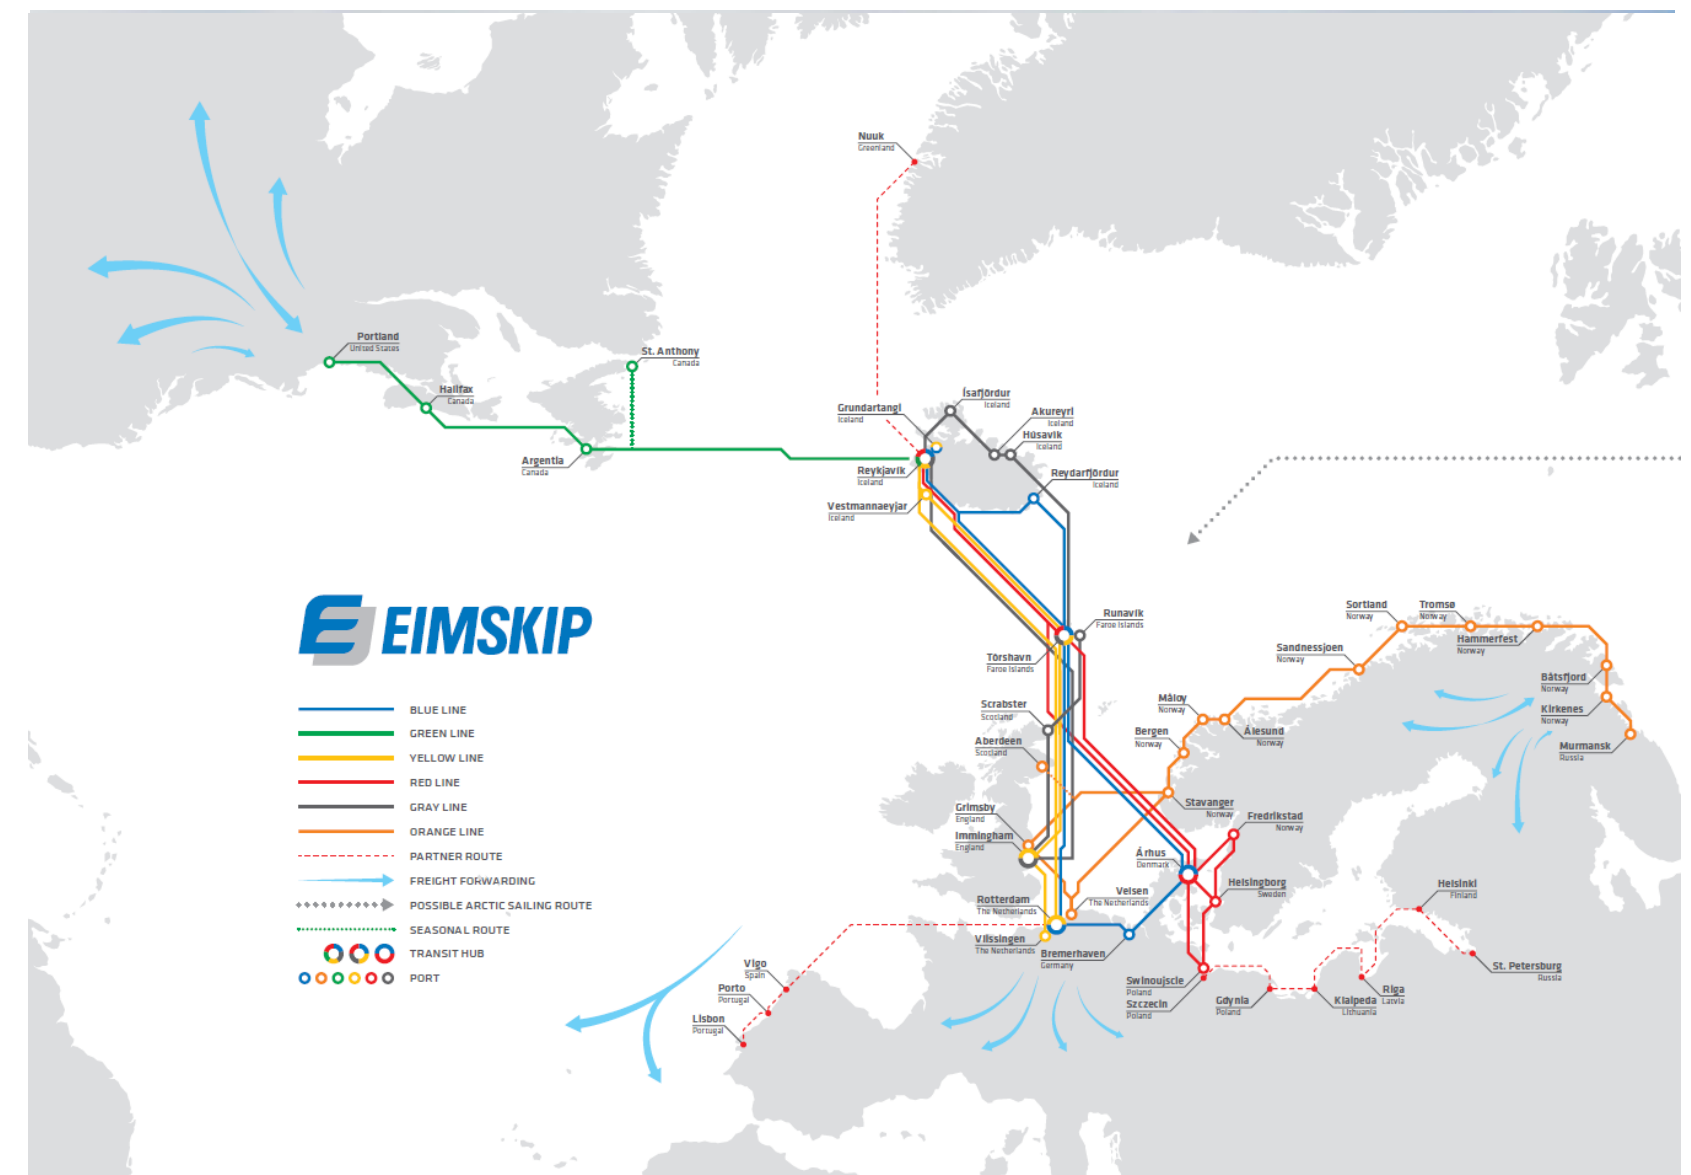 Nuuk
Greenland
Portland
United States
St. Anthony
Canada
Halifax
Canada
Argentia
Canada
Ísafjördur
Iceland
Grundartangi
Iceland
Akureyri
Iceland
Húsavik
Iceland
Reykjavik
Iceland
Reydarfjördur
Iceland
Vestmannaeyjar
Iceland
Runavik
Faroe Islands
Törshavn
Faroe Islands
Scrabster
Scotland
Aberdeen
Scotland
Grimsby
England
Immingham
England
Sortland
Norway
Tromsø
Norway
Hammerfest
Norway
Sandnessjoen
Norway
Båtsfjord
Norway
Kirkenes
Norway
Murmansk
Russia
Måloy
Norway
Ålesund
Norway
Bergen
Norway
Stavanger
Norway
Fredrikstad
Norway
Århus
Denmark
Helsingborg
Sweden
Velsen
The Netherlands
Rotterdam
The Netherlands
Vlissingen
The Netherlands
Bremerhaven
Germany
Swinoujscie
Poland
Szczecin
Poland
Gdynia
Poland
Klaipeda
Lithuania
Riga
Latvia
Helsinki
Finland
St. Petersburg
Russia
Vigo
Spain
Porto
Portugal
Lisbon
Portugal
EIMSKIP
BLUE LINE
GREEN LINE
YELLOW LINE
RED LINE
GRAY LINE
ORANGE LINE
PARTNER ROUTE
FREIGHT FORWARDING
POSSIBLE ARCTIC SAILING ROUTE
SEASONAL ROUTE
TRANSIT HUB
PORT